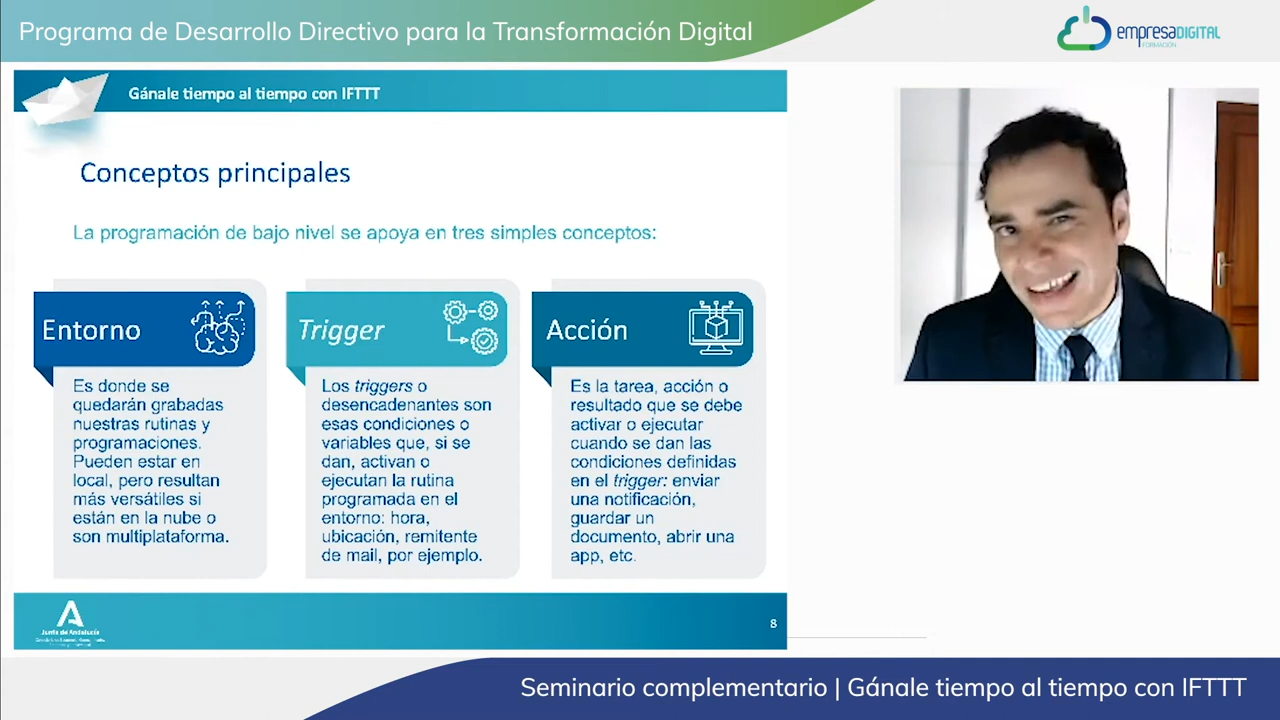 Programa de Desarrollo Directivo para la Transformación Digital
empresaDIGITAL
FORMACIÓN
Gánale tiempo al tiempo con IFTTT
Conceptos principales
La programación de bajo nivel se apoya en tres simples conceptos:
Entorno
Es donde se
quedarán grabadas
nuestras rutinas y
programaciones.
Pueden estar en
local, pero resultan
más versátiles si
están en la nube o
son multiplataforma.
Trigger
Los triggers o
desencadenantes son
esas condiciones o
variables que, si se
dan, activan o
ejecutan la rutina
programada en el
entorno: hora,
ubicación, remitente
de mail, por ejemplo.
Acción
Es la tarea, acción o
resultado que se debe
activar o ejecutar
cuando se dan las
condiciones definidas
en el trigger: enviar
una notificación,
guardar un
documento, abrir una
app, etc.
Junta de Andalucía
8
Seminario complementario | Gánale tiempo al tiempo con IFTTT